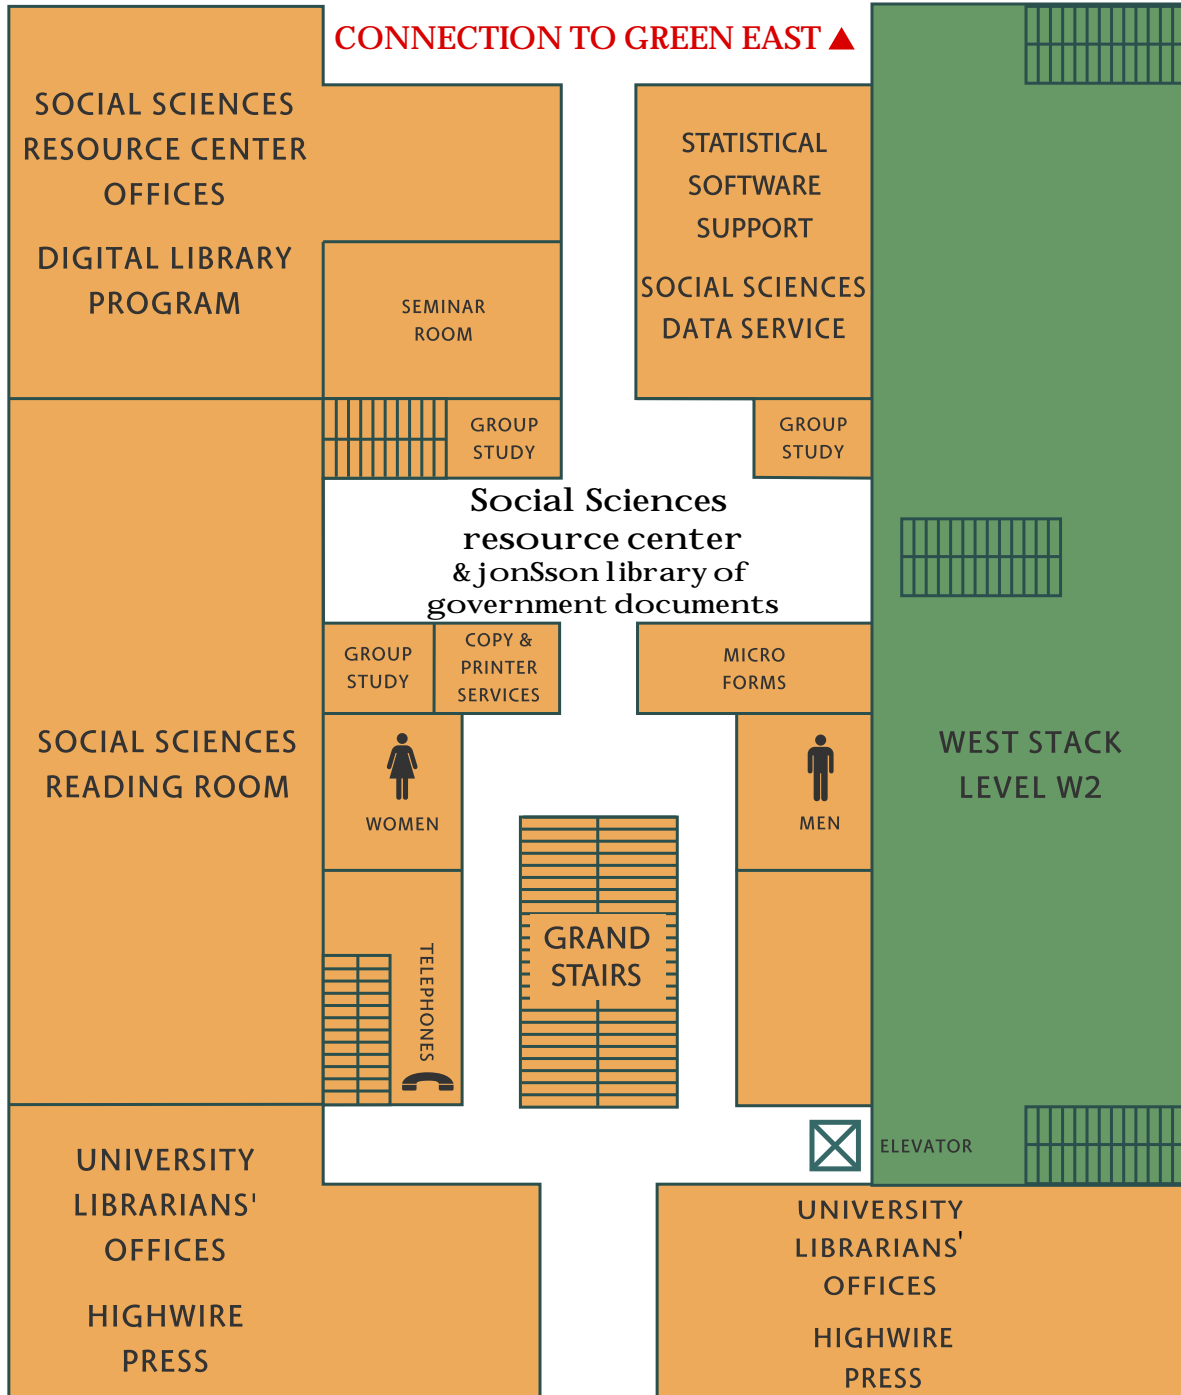 CONNECTION TO GREEN EAST
SOCIAL SCIENCES
RESOURCE CENTER
OFFICES
DIGITAL LIBRARY
PROGRAM
STATISTICAL
SOFTWARE
SUPPORT
SOCIAL SCIENCES
DATA SERVICE
SEMINAR
ROOM
GROUP
STUDY
GROUP
STUDY
Social Sciences
resource center
& jonSson library of
government documents
GROUP
STUDY
COPY &
PRINTER
SERVICES
MICRO
FORMS
SOCIAL SCIENCES
READING ROOM
WOMEN
MEN
WEST STACK
LEVEL W2
GRAND
STAIRS
TELEPHONES
ELEVATOR
UNIVERSITY
LIBRARIANS'
OFFICES
HIGHWIRE
PRESS
UNIVERSITY
LIBRARIANS'
OFFICES
HIGHWIRE
PRESS